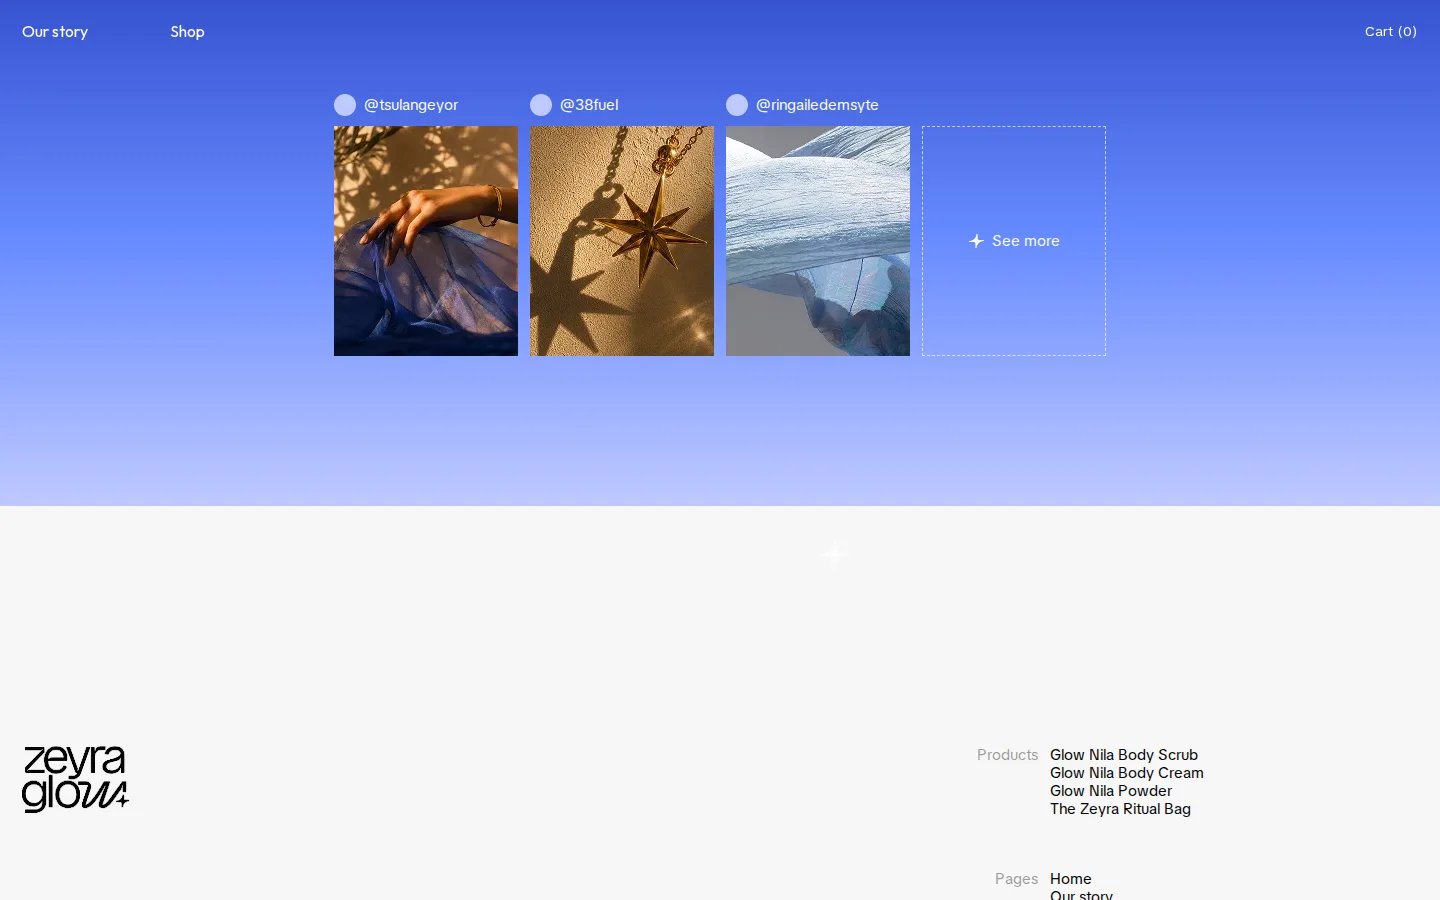 Our story
Shop
Cart (0)
@tsulangeyor
@38fuel
@ringailedemsyte
See more
zeyra
glow
Products
Glow Nila Body Scrub
Glow Nila Body Cream
Glow Nila Powder
The Zeyra Ritual Bag
Pages
Home
Our story